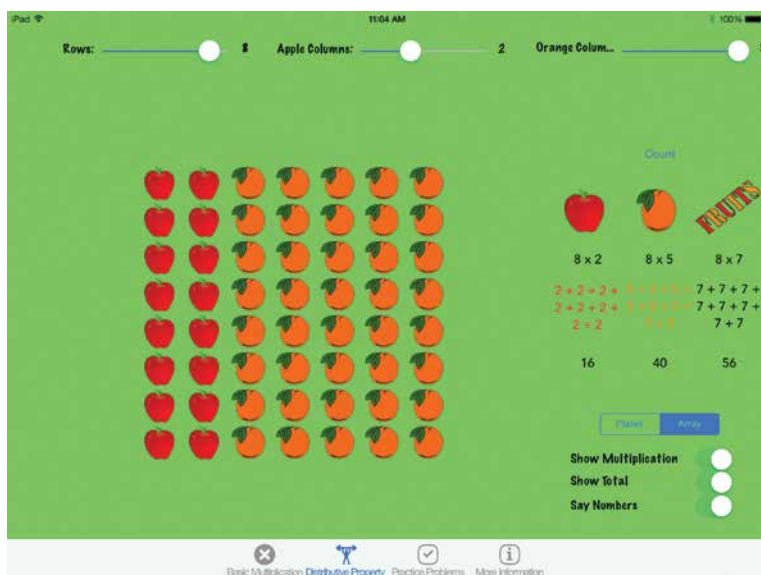 iPad 11:04 AM 100%
Rows: 8 Apple Columns: 2 Orange Colum...
Count
FRUITS
8 x 2 8 x 5 8 x 7
2 + 2 + 2 + 7 + 7 + 7 +
2 + 2 + 2 + 7 + 7 + 7 +
2 + 2 7 + 7
16 40 56
Plates Array
Show Multiplication
Show Total
Say Numbers
Basic Multiplication Distributive Property Practice Problems More Information